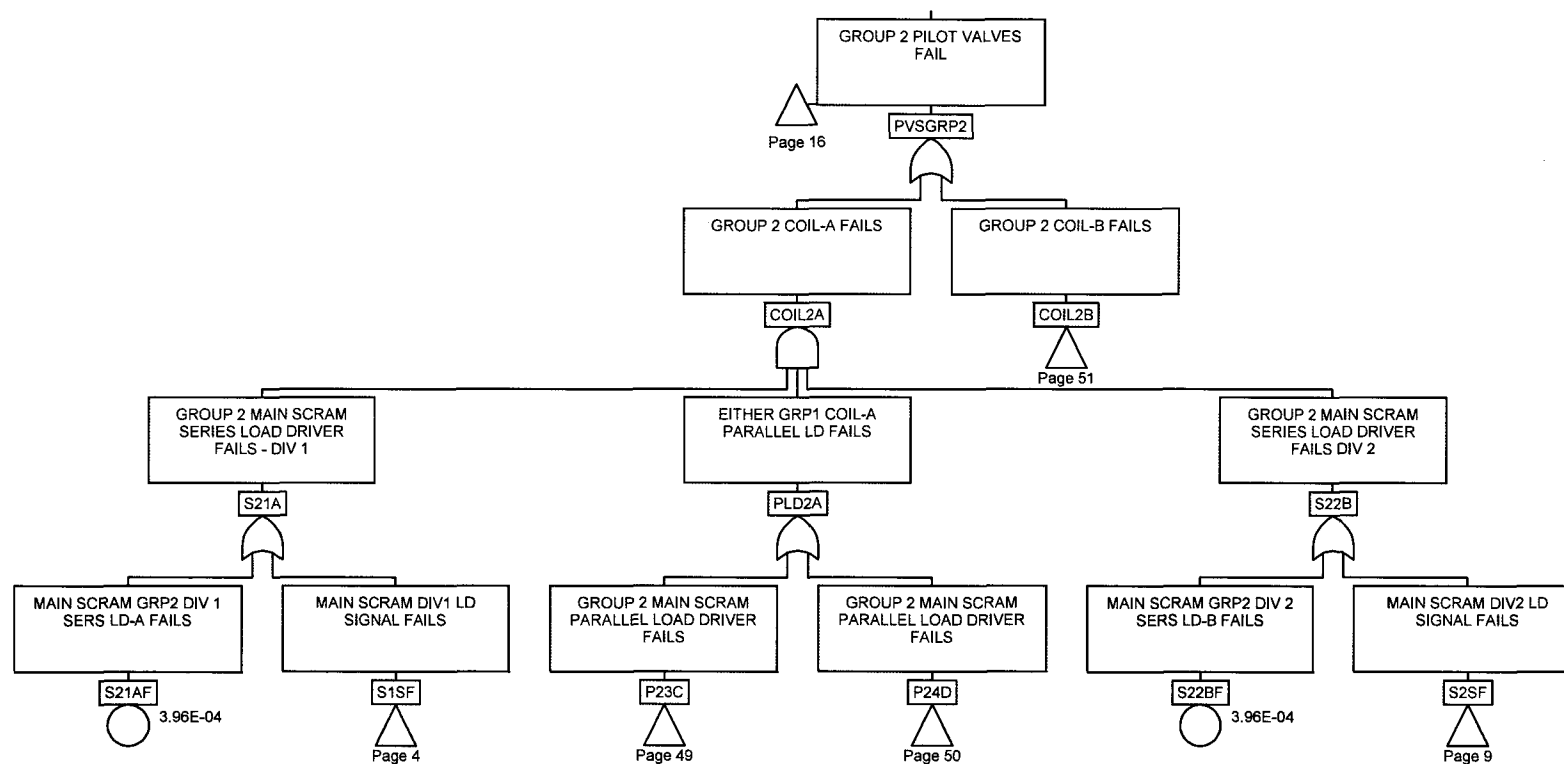 GROUP 2 PILOT VALVES
FAIL
Page 16
PVSGRP2
GROUP 2 COIL-A FAILS
GROUP 2 COIL-B FAILS
COIL2A
COIL2B
Page 51
GROUP 2 MAIN SCRAM
SERIES LOAD DRIVER
FAILS - DIV 1
EITHER GRP1 COIL-A
PARALLEL LD FAILS
GROUP 2 MAIN SCRAM
SERIES LOAD DRIVER
FAILS DIV 2
S21A
PLD2A
S22B
MAIN SCRAM GRP2 DIV 1
SERS LD-A FAILS
MAIN SCRAM DIV1 LD
SIGNAL FAILS
GROUP 2 MAIN SCRAM
PARALLEL LOAD DRIVER
FAILS
GROUP 2 MAIN SCRAM
PARALLEL LOAD DRIVER
FAILS
MAIN SCRAM GRP2 DIV 2
SERS LD-B FAILS
MAIN SCRAM DIV2 LD
SIGNAL FAILS
S21AF
S1SF
P23C
P24D
S22BF
S2SF
3.96E-04
Page 4
Page 49
Page 50
3.96E-04
Page 9